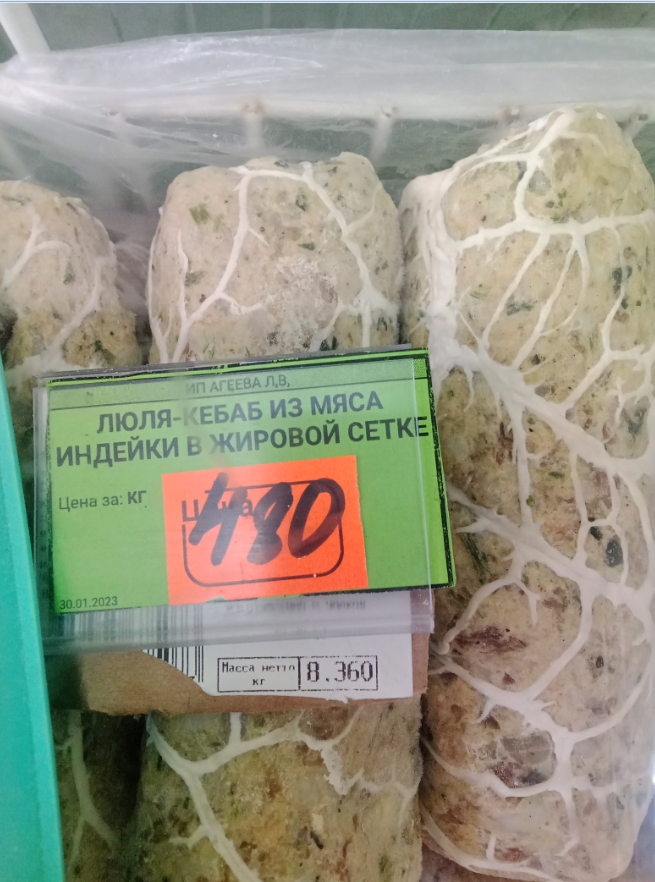 ИП АГЕЕВА Л,В,
ЛЮЛЯ-КЕБАБ ИЗ МЯСА
ИНДЕЙКИ В ЖИРОВОЙ СЕТКЕ
Цена за: кг
480
30.01.2023
Масса нетто
кг
8.360